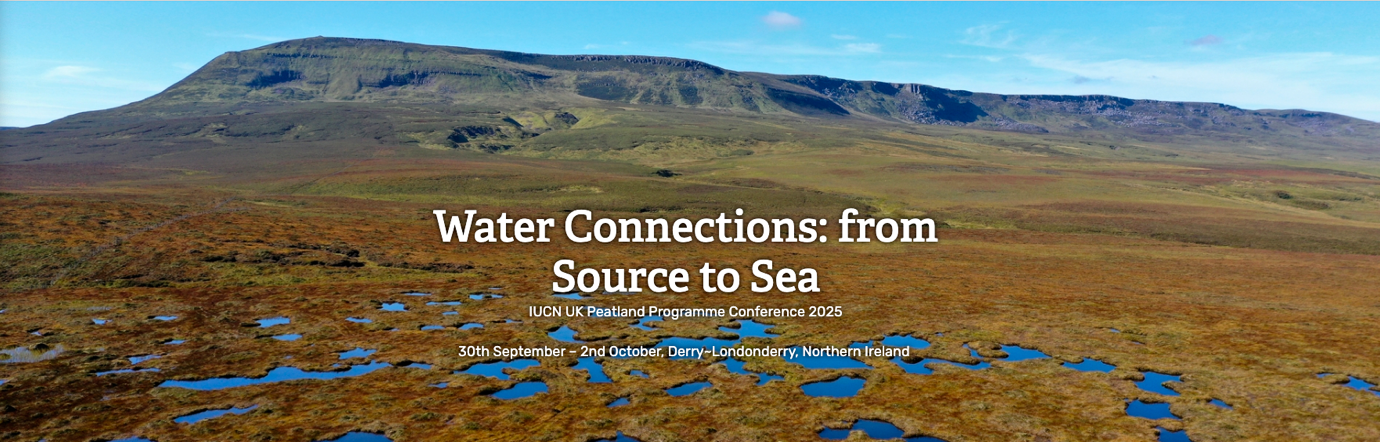 Water Connections: from
Source to Sea
IUCN UK Peatland Programme Conference 2025
30th September – 2nd October, Derry~Londonderry, Northern Ireland